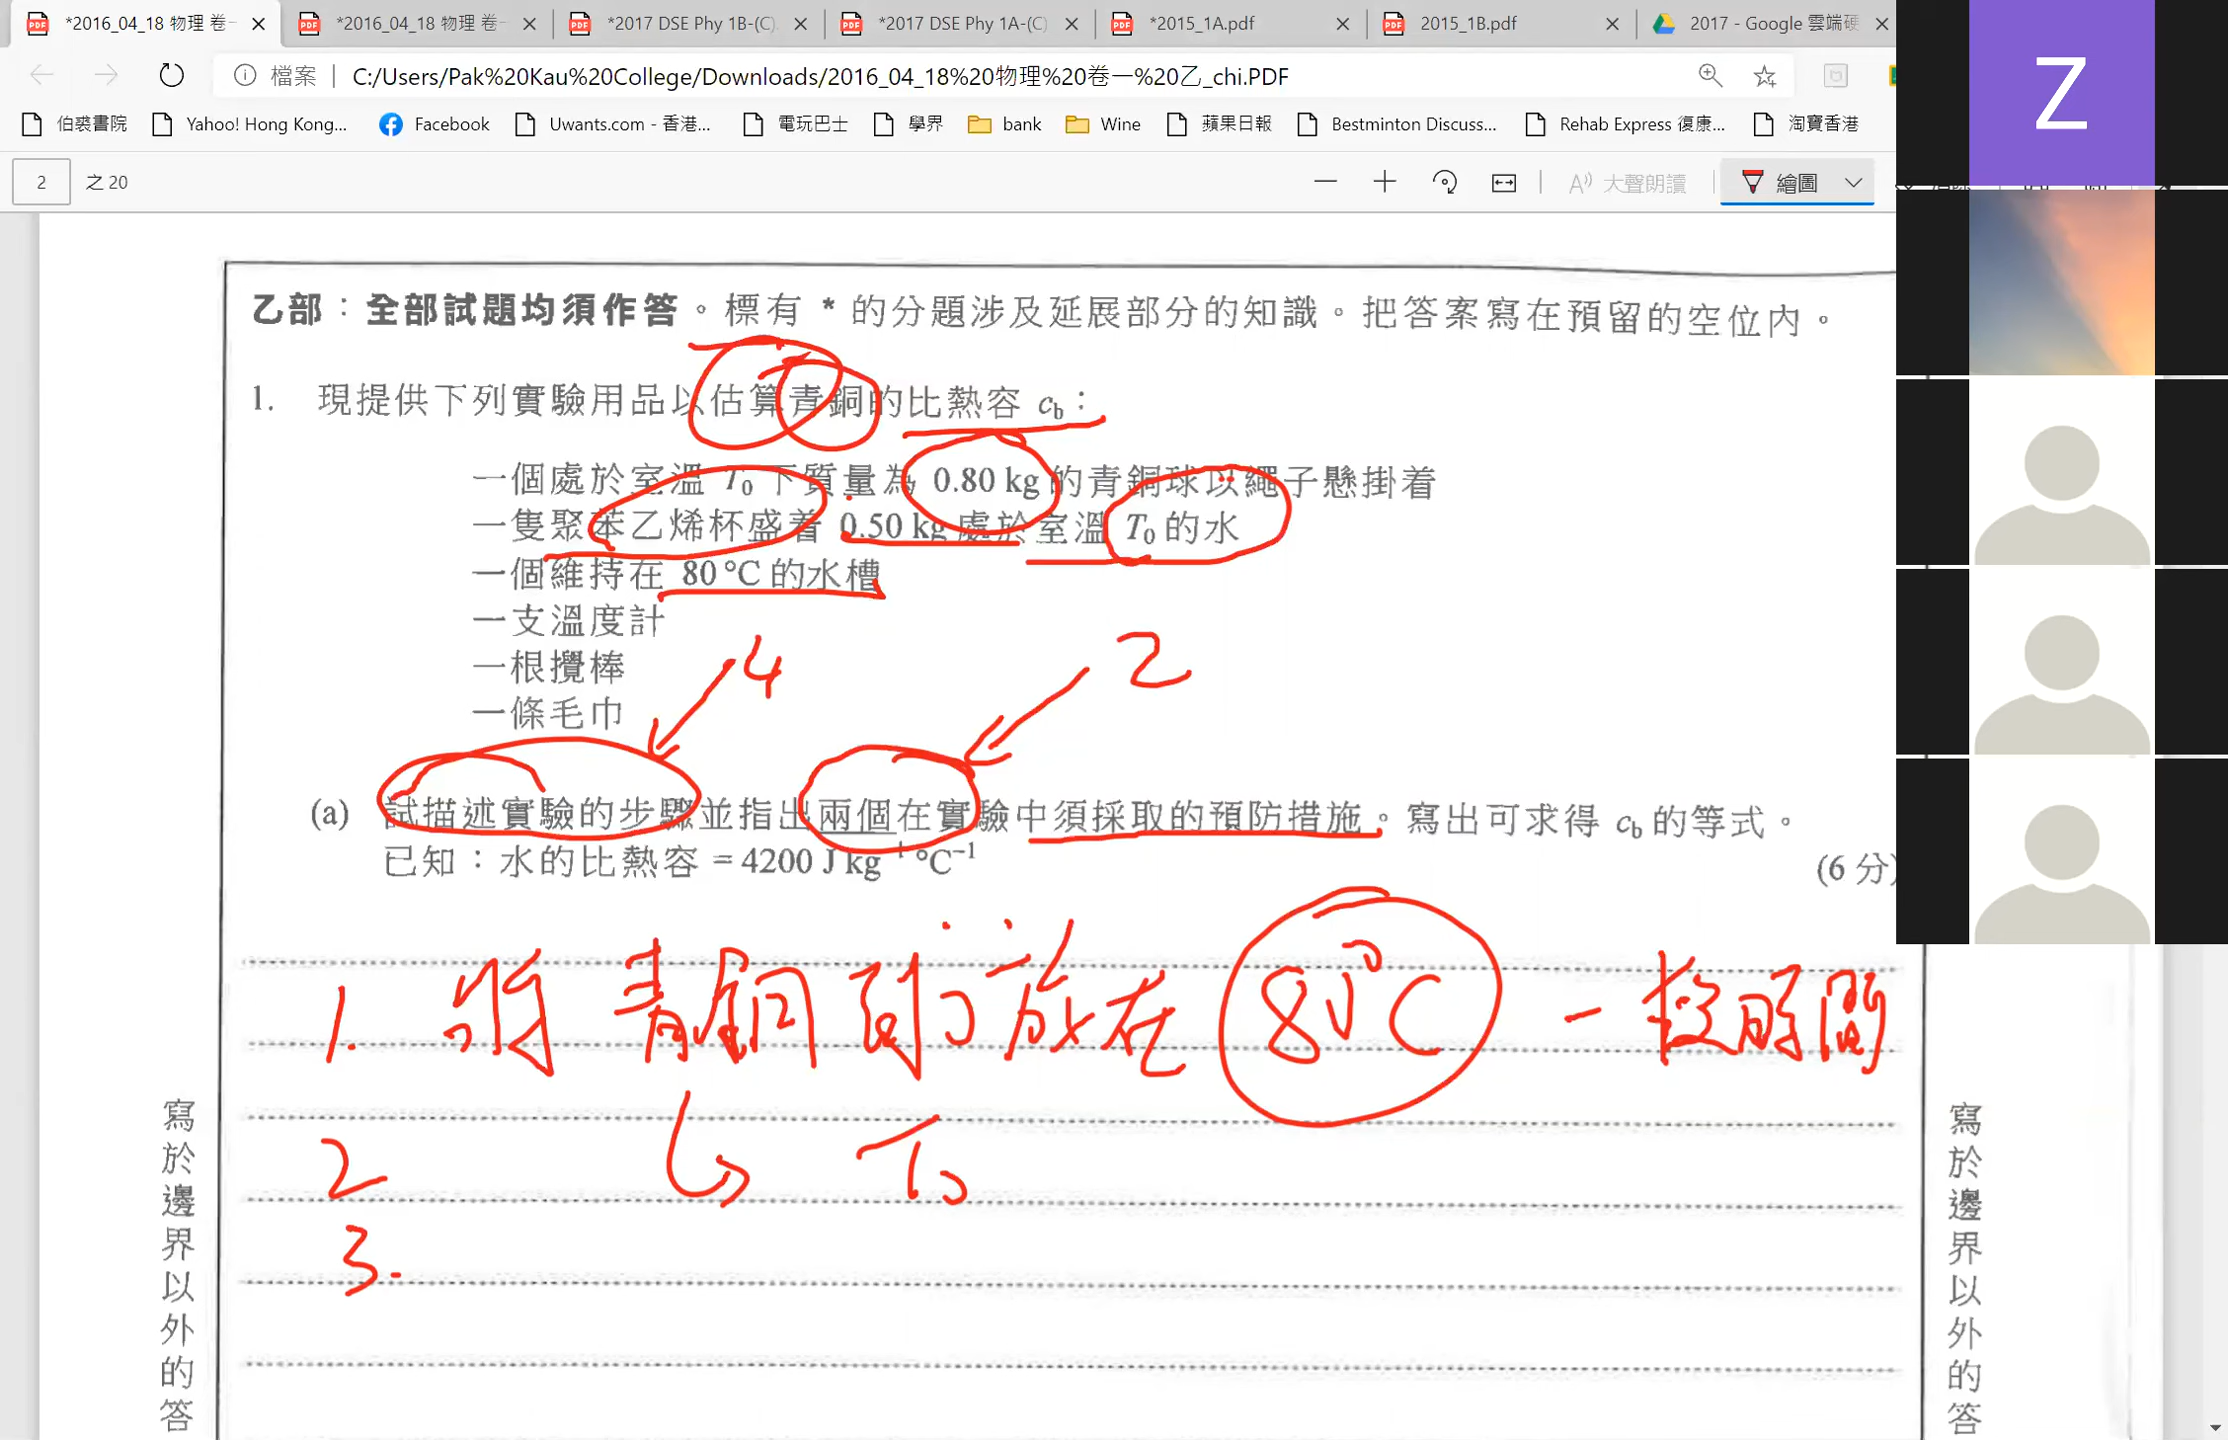 *2016_04_18 物理 卷一
*2016_04_18 物理 卷一
*2017 DSE Phy 1B-(C)
*2017 DSE Phy 1A-(C)
*2015_1A.pdf
2015_1B.pdf
2017 - Google 雲端硬
檔案 C:/Users/Pak%20Kau%20College/Downloads/2016_04_18%20物理%20卷一%20乙_chi.PDF
伯裘書院 Yahoo! Hong Kong... Facebook Uwants.com - 香港... 電玩巴士 學界 bank Wine 蘋果日報 Bestminton Discuss... Rehab Express 復康... 淘寶香港
2 之 20 大聲朗讀 繪圖
Z
乙部：全部試題均須作答。標有 * 的分題涉及延展部分的知識。把答案寫在預留的空位內。
1. 現提供下列實驗用品以估算青銅的比熱容 cb：
一個處於室溫 T0 下質量為 0.80 kg 的青銅球以繩子懸掛着
一隻聚苯乙烯杯盛着 0.50 kg 處於室溫 T0 的水
一個維持在 80 °C 的水槽
一支溫度計
一根攪棒
一條毛巾
4
2
(a) 試描述實驗的步驟並指出兩個在實驗中須採取的預防措施。寫出可求得 cb 的等式。
已知：水的比熱容 = 4200 J kg⁻¹ °C⁻¹
(6 分)
1. 將 青銅球 放在 80°C 一段時間
2 ↳ T0
3.
寫於邊界以外的答
寫於邊界以外的答